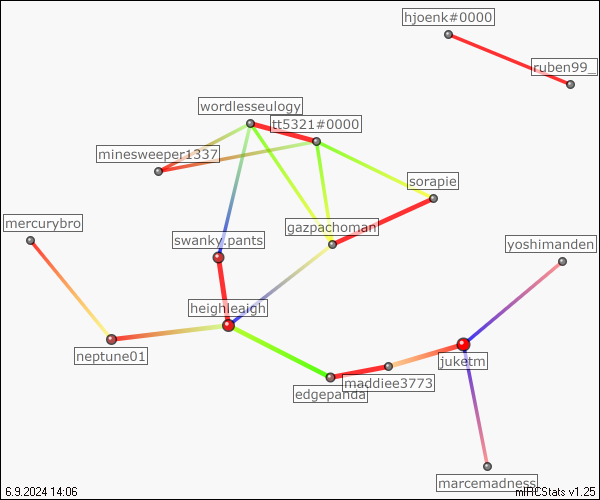 hjoenk#0000
ruben99_
wordlesseulogy
tt5321#0000
minesweeper1337
sorapie
mercurybro
gazpachoman
swanky.pants
yoshimanden
heighleaigh
neptune01
juketm
maddiee3773
edgepanda
marcemadness
6.9.2024 14:06
mIRCStats v1.25